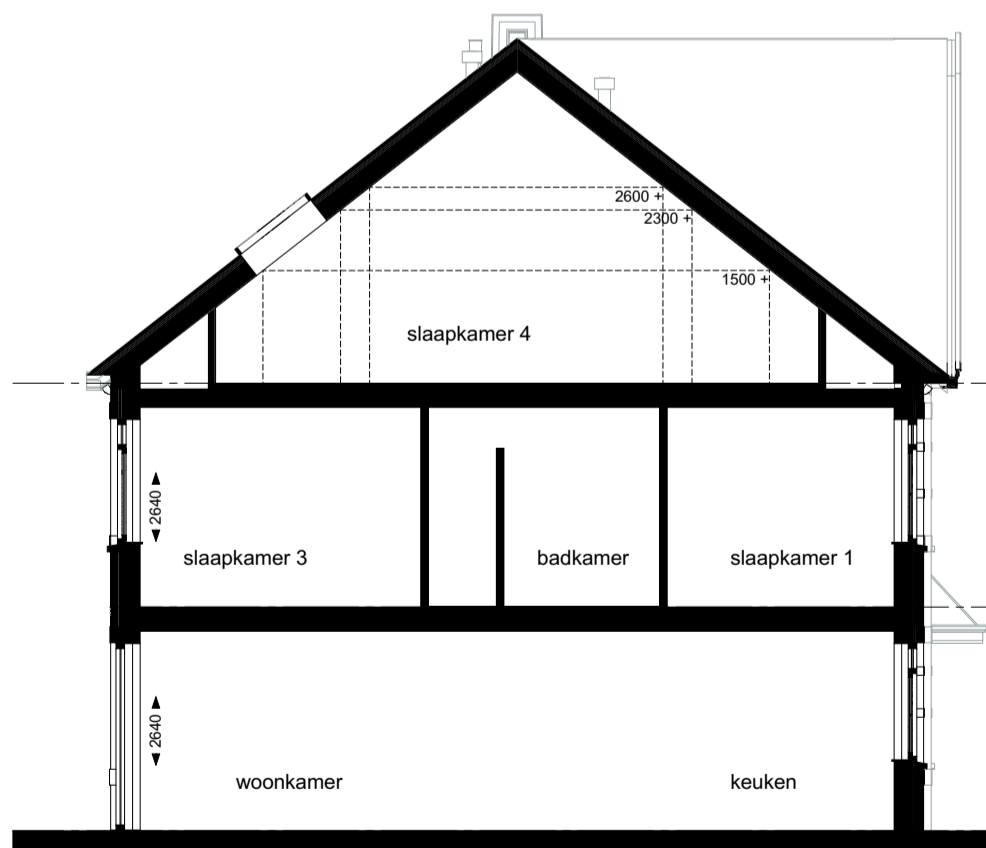 2600 +
2300 +
1500 +
slaapkamer 4
◄ 2640 ►
slaapkamer 3
badkamer
slaapkamer 1
◄ 2640 ►
woonkamer
keuken